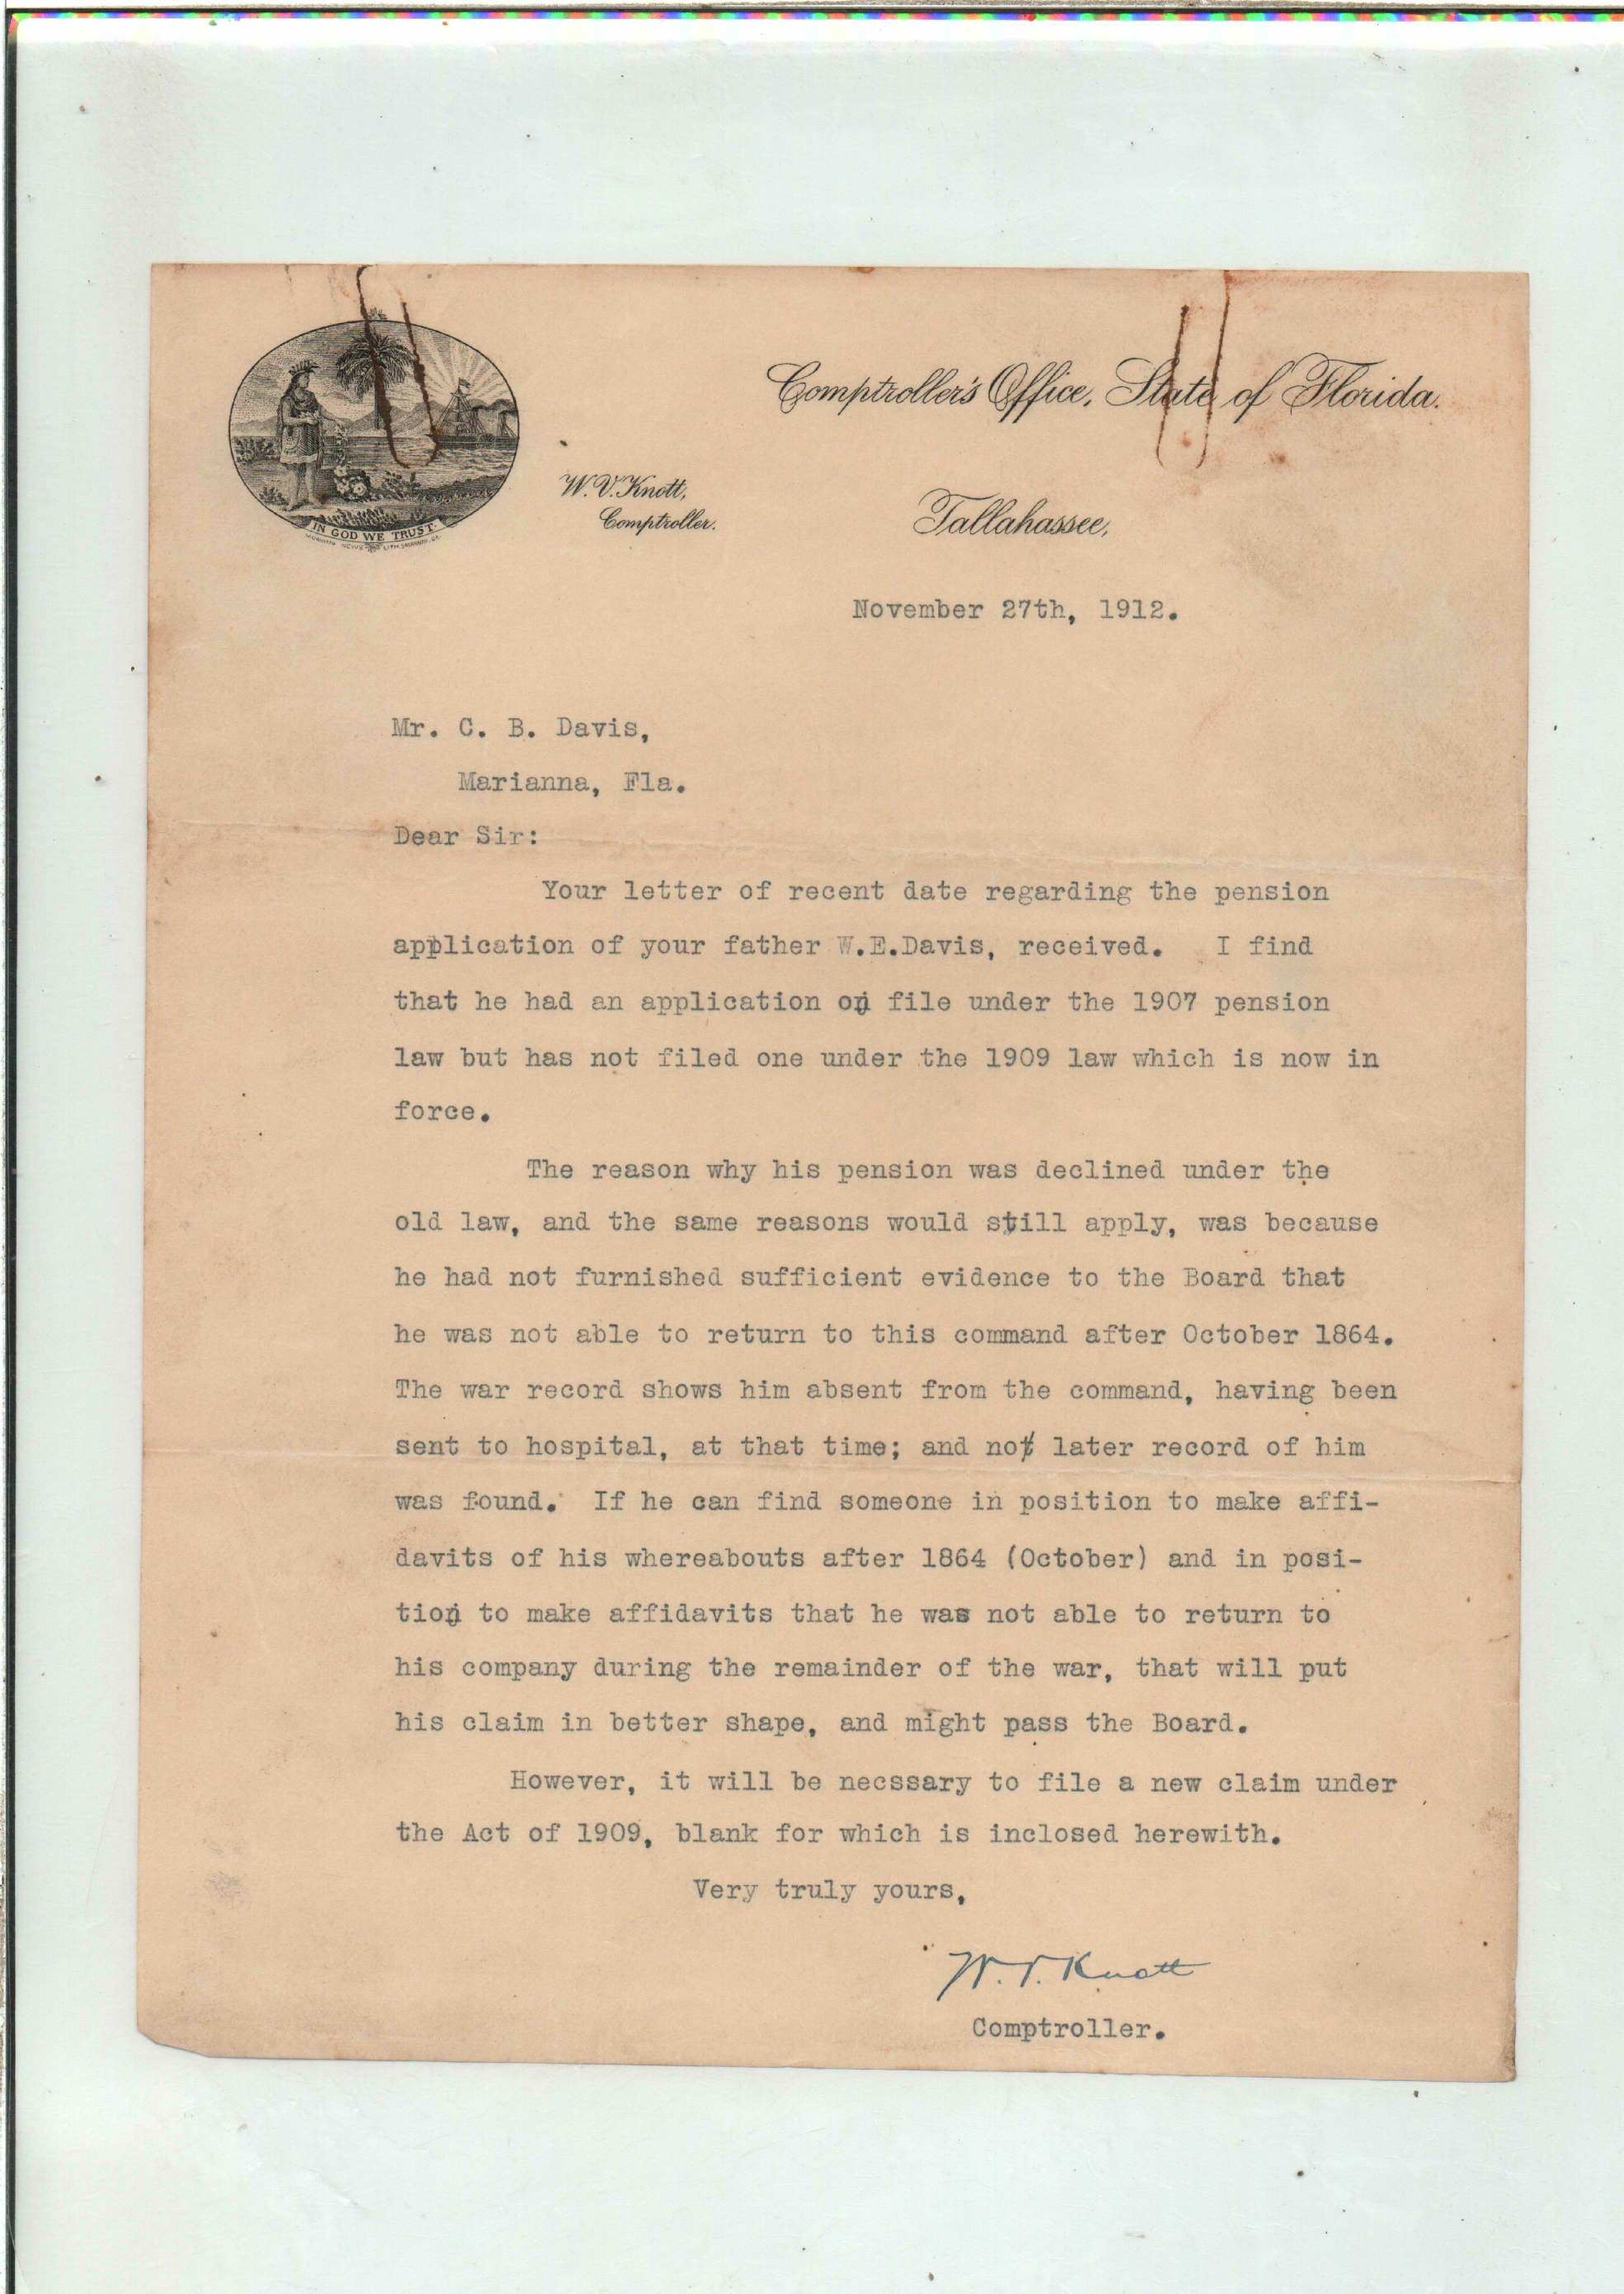 Comptroller's Office, State of Florida.
IN GOD WE TRUST.
W. V. Knott,
Comptroller.
Tallahassee,
November 27th, 1912.
Mr. C. B. Davis,
Marianna, Fla.
Dear Sir:
Your letter of recent date regarding the pension
application of your father W.E.Davis, received. I find
that he had an application on file under the 1907 pension
law but has not filed one under the 1909 law which is now in
force.
The reason why his pension was declined under the
old law, and the same reasons would still apply, was because
he had not furnished sufficient evidence to the Board that
he was not able to return to this command after October 1864.
The war record shows him absent from the command, having been
sent to hospital, at that time; and no later record of him
was found. If he can find someone in position to make affi-
davits of his whereabouts after 1864 (October) and in posi-
tion to make affidavits that he was not able to return to
his company during the remainder of the war, that will put
his claim in better shape, and might pass the Board.
However, it will be necssary to file a new claim under
the Act of 1909, blank for which is inclosed herewith.
Very truly yours,
W. V. Knott
Comptroller.